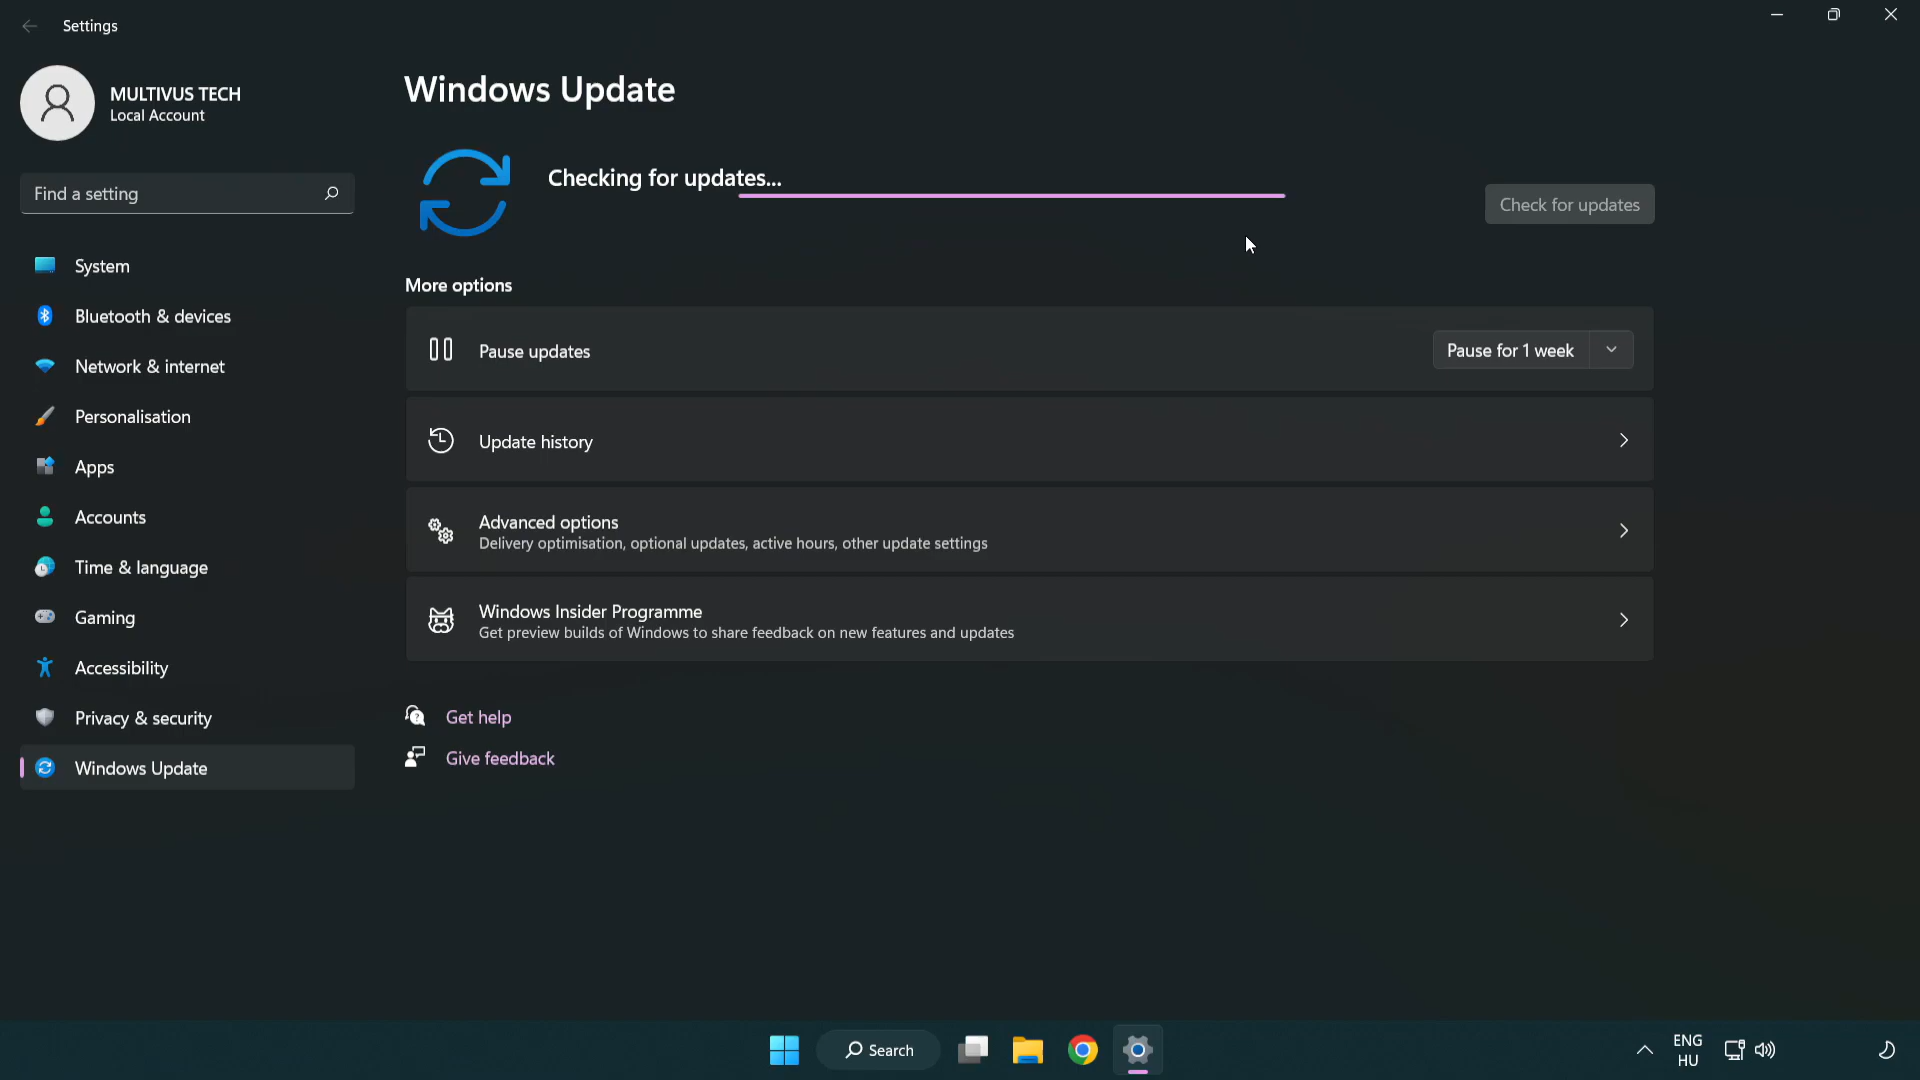 Settings
MULTIVUS TECH
Local Account
Find a setting
System
Bluetooth & devices
Network & internet
Personalisation
Apps
Accounts
Time & language
Gaming
Accessibility
Privacy & security
Windows Update
Windows Update
Checking for updates...
Check for updates
More options
Pause updates
Pause for 1 week
Update history
Advanced options
Delivery optimisation, optional updates, active hours, other update settings
Windows Insider Programme
Get preview builds of Windows to share feedback on new features and updates
Get help
Give feedback
Search
ENG
HU